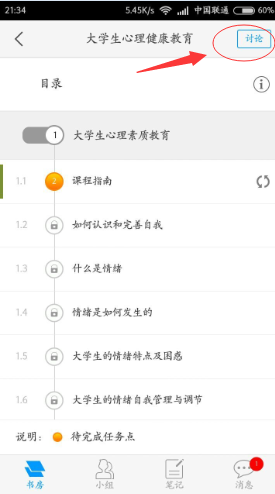 21:34 5.45K/s 中国联通 60%
大学生心理健康教育 讨论
目录
1 大学生心理素质教育
1.1 2 课程指南
1.2 如何认识和完善自我
1.3 什么是情绪
1.4 情绪是如何发生的
1.5 大学生的情绪特点及困惑
1.6 大学生的情绪自我管理与调节
说明: 待完成任务点
书房 小组 笔记 消息 1